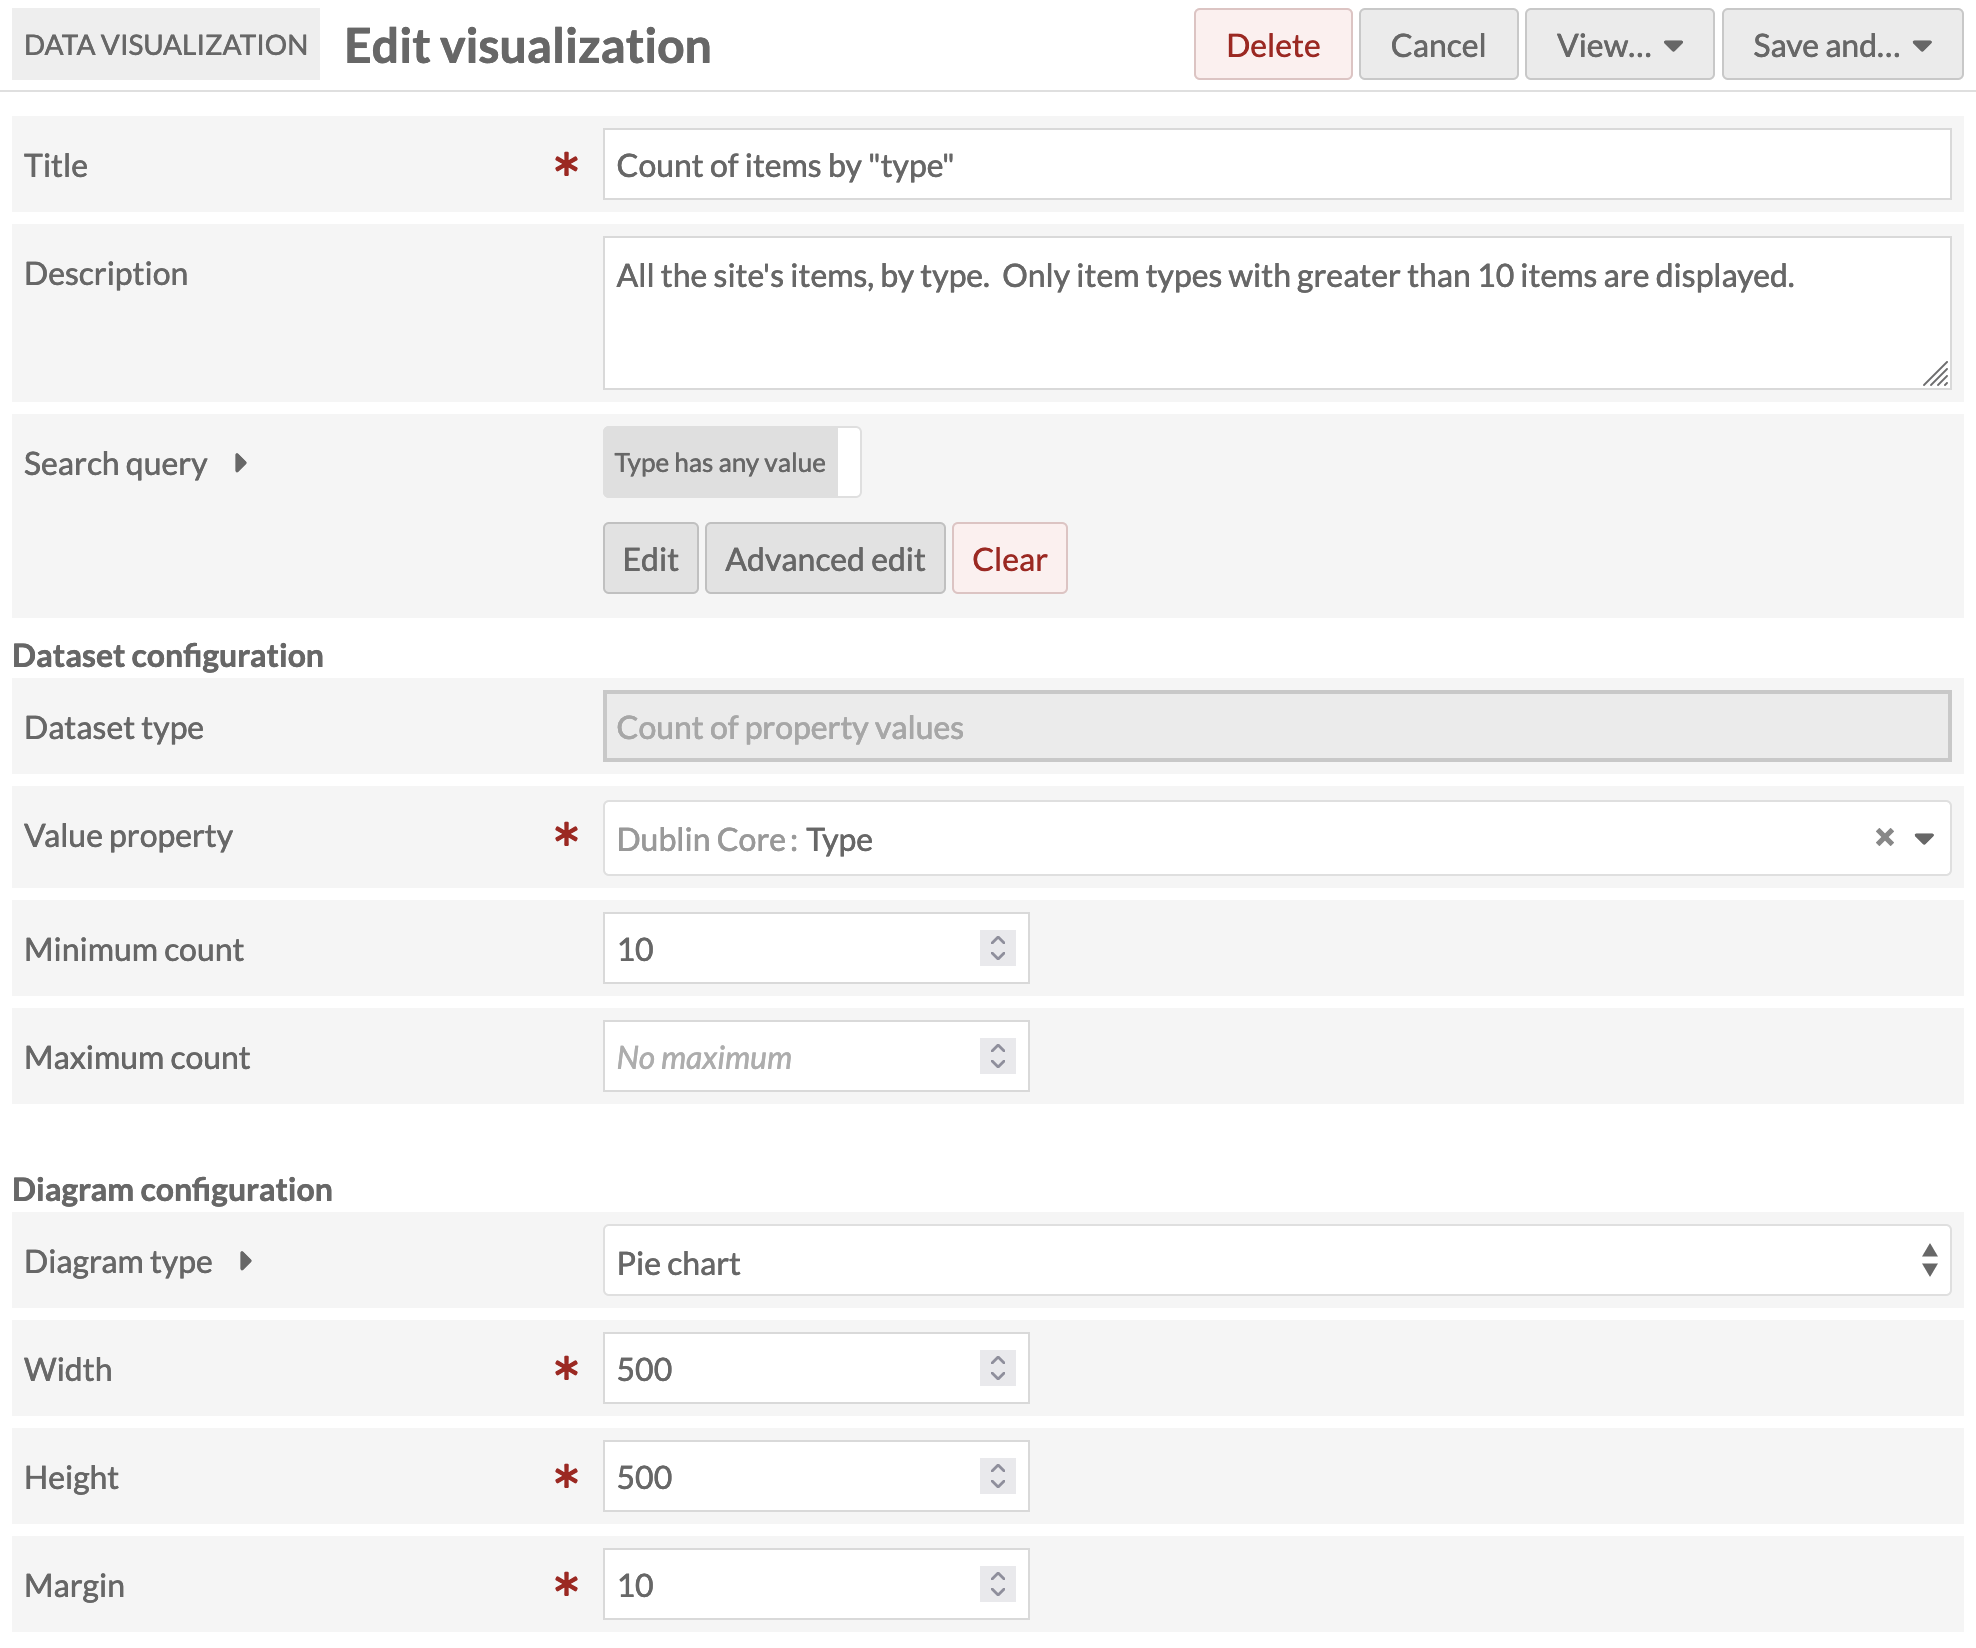 DATA VISUALIZATION Edit visualization Delete Cancel View... Save and...
Title * Count of items by "type"
Description All the site's items, by type.  Only item types with greater than 10 items are displayed.
Search query Type has any value
Edit Advanced edit Clear
Dataset configuration
Dataset type Count of property values
Value property * Dublin Core: Type
Minimum count 10
Maximum count No maximum
Diagram configuration
Diagram type Pie chart
Width * 500
Height * 500
Margin * 10